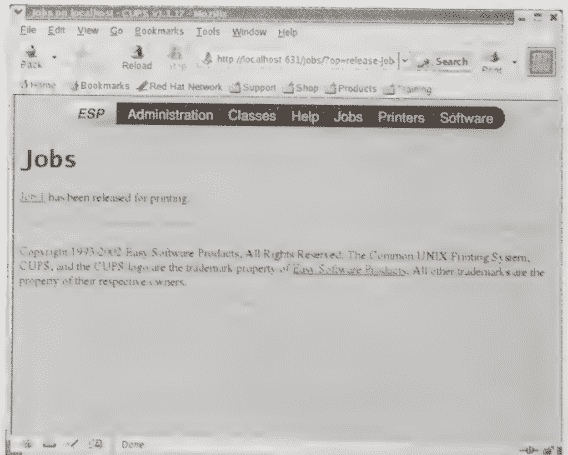 Jobs on localhost - CUPS v1.1.17 - Mozilla
File Edit View Go Bookmarks Tools Window Help
Back Reload Stop http://localhost:631/jobs/?op=release-job Search Print
Home Bookmarks Red Hat Network Support Shop Products Training
ESP Administration Classes Help Jobs Printers Software
Jobs
Job 1 has been released for printing.
Copyright 1993-2002 Easy Software Products, All Rights Reserved. The Common UNIX Printing System,
CUPS, and the CUPS logo are the trademark property of Easy Software Products. All other trademarks are the
property of their respective owners.
Done